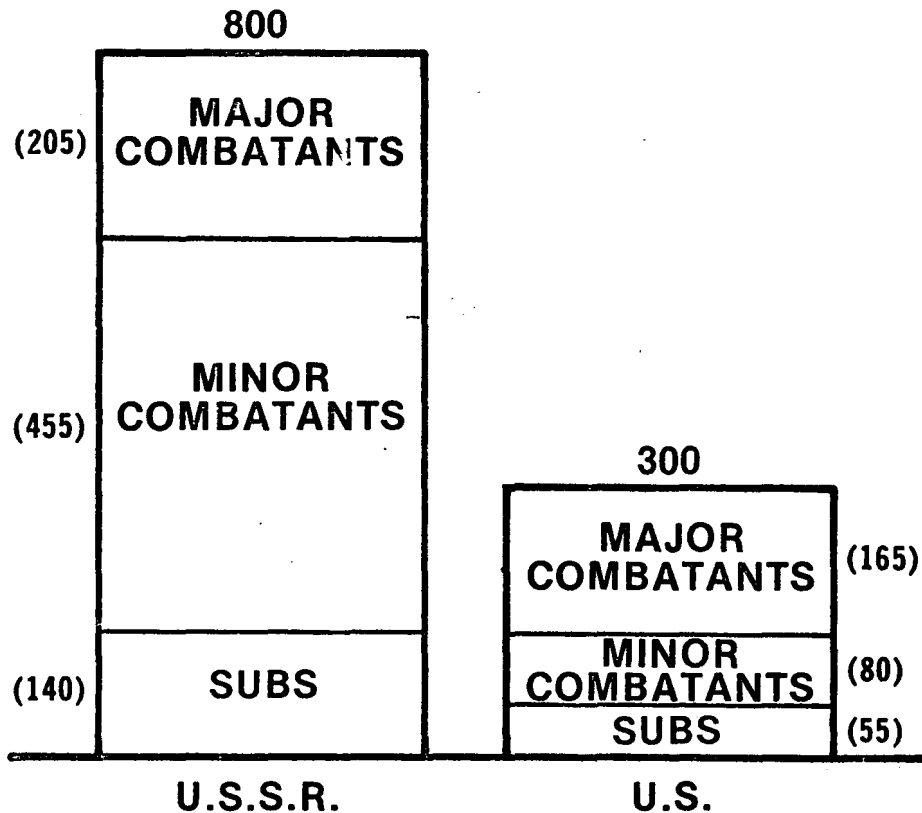 800
MAJOR
COMBATANTS
(205)
MINOR
COMBATANTS
(455)
SUBS
(140)
U.S.S.R.
300
MAJOR
COMBATANTS
(165)
MINOR
COMBATANTS
(80)
SUBS
(55)
U.S.